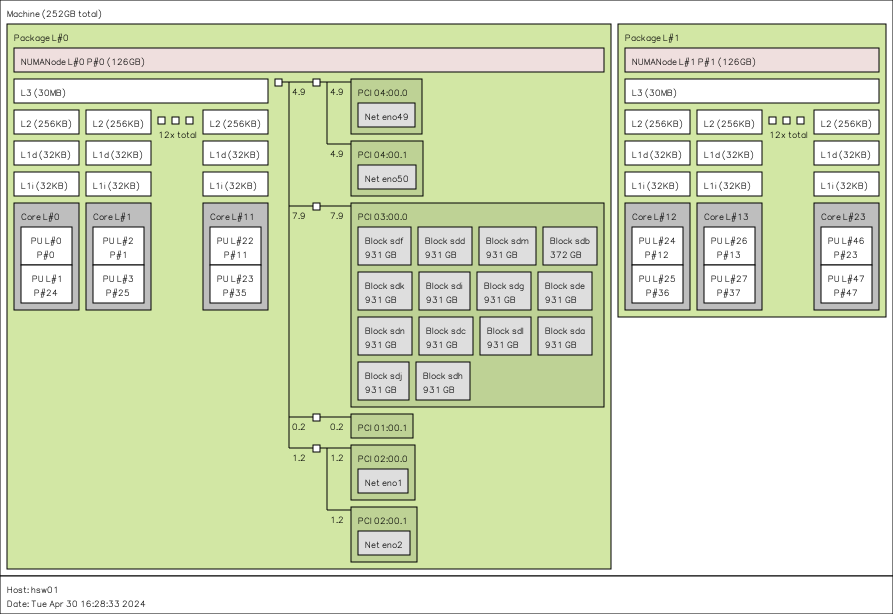 Machine (252GB total)
Package L#0
NUMANode L#0 P#0 (126GB)
L3 (30MB)
L2 (256KB)
L2 (256KB)
12x total
L2 (256KB)
L1d (32KB)
L1d (32KB)
L1d (32KB)
L1i (32KB)
L1i (32KB)
L1i (32KB)
Core L#0
PU L#0
P#0
PU L#1
P#24
Core L#1
PU L#2
P#1
PU L#3
P#25
Core L#11
PU L#22
P#11
PU L#23
P#35
4.9
4.9
PCI 04:00.0
Net eno49
4.9
PCI 04:00.1
Net eno50
7.9
7.9
PCI 03:00.0
Block sdf
931 GB
Block sdd
931 GB
Block sdm
931 GB
Block sdb
372 GB
Block sdk
931 GB
Block sdi
931 GB
Block sdg
931 GB
Block sde
931 GB
Block sdn
931 GB
Block sdc
931 GB
Block sdl
931 GB
Block sda
931 GB
Block sdj
931 GB
Block sdh
931 GB
0.2
0.2
PCI 01:00.1
1.2
1.2
PCI 02:00.0
Net eno1
1.2
PCI 02:00.1
Net eno2
Package L#1
NUMANode L#1 P#1 (126GB)
L3 (30MB)
L2 (256KB)
L2 (256KB)
12x total
L2 (256KB)
L1d (32KB)
L1d (32KB)
L1d (32KB)
L1i (32KB)
L1i (32KB)
L1i (32KB)
Core L#12
PU L#24
P#12
PU L#25
P#36
Core L#13
PU L#26
P#13
PU L#27
P#37
Core L#23
PU L#46
P#23
PU L#47
P#47
Host: hsw01
Date: Tue Apr 30 16:28:33 2024